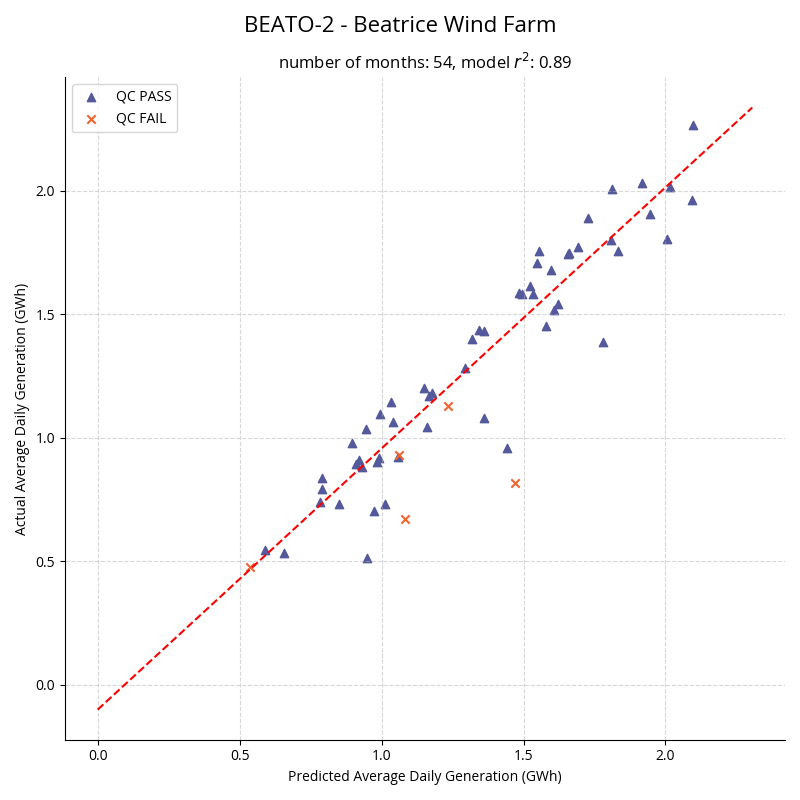 BEATO-2 - Beatrice Wind Farm
number of months: 54, model r²: 0.89
QC PASS
QC FAIL
Actual Average Daily Generation (GWh)
2.0
1.5
1.0
0.5
0.0
0.0 0.5 1.0 1.5 2.0
Predicted Average Daily Generation (GWh)